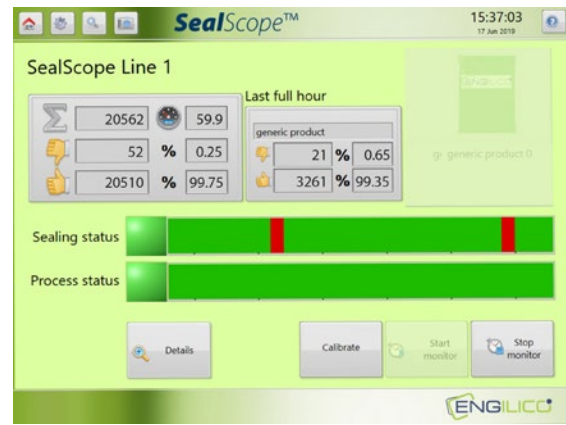 SealScope™
15:37:03
17 Jun 2019
SealScope Line 1
20562 59.9
52 % 0.25
20510 % 99.75
Last full hour
generic product
21 % 0.65
3261 % 99.35
gr generic product 0
Sealing status
Process status
Details
Calibrate
Start monitor
Stop monitor
ENGILICO